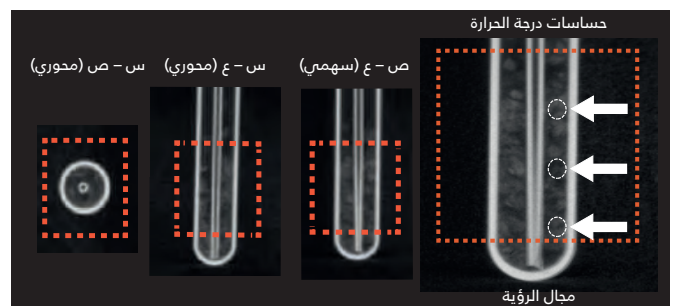 حساسات درجة الحرارة
ص – ع (سهمي)
س – ع (محوري)
س – ص (محوري)
مجال الرؤية